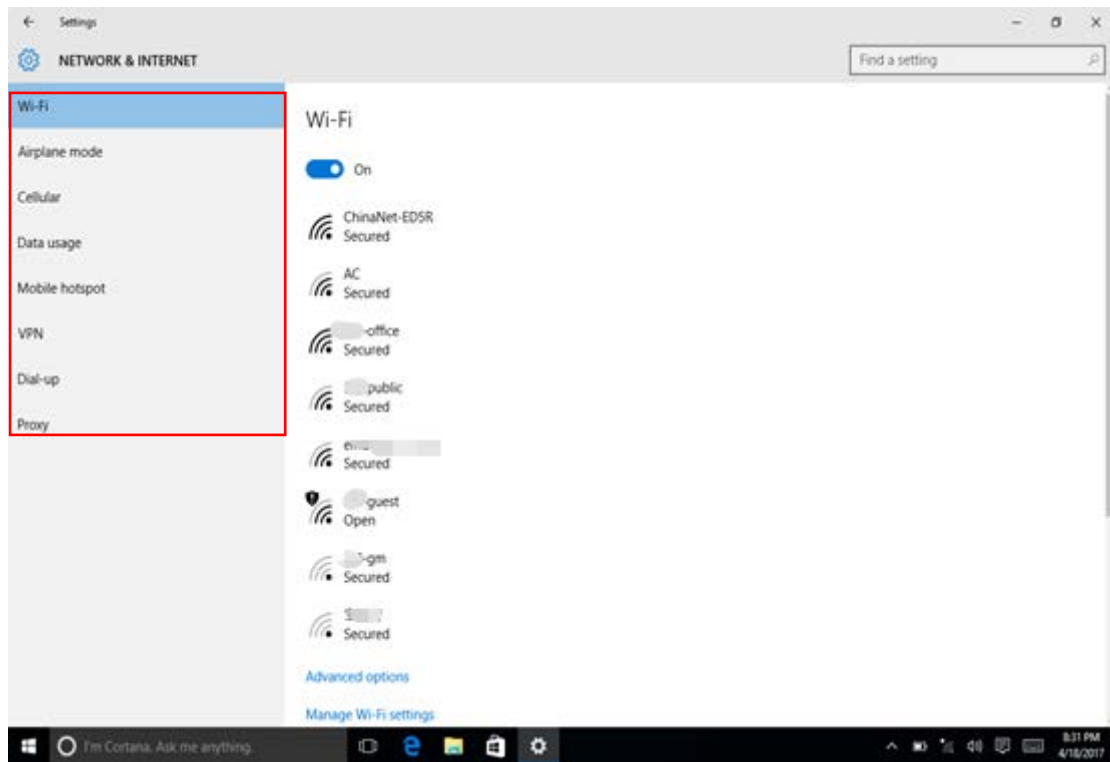 Settings
NETWORK & INTERNET
Find a setting
Wi-Fi
Airplane mode
Cellular
Data usage
Mobile hotspot
VPN
Dial-up
Proxy
Wi-Fi
On
ChinaNet-EDSR
Secured
AC
Secured
-office
Secured
public
Secured
Secured
guest
Open
-gm
Secured
Secured
Advanced options
Manage Wi-Fi settings
I'm Cortana. Ask me anything.
8:31 PM
4/18/2017